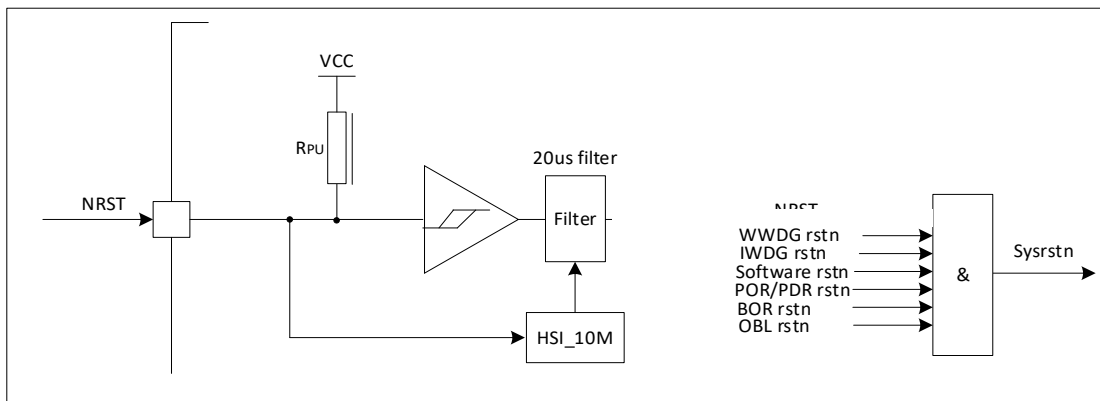 VCC
RPU
20us filter
NRST
Filter
HSI_10M
WWDG rstn
IWDG rstn
Software rstn
POR/PDR rstn
BOR rstn
OBL rstn
&
Sysrstn